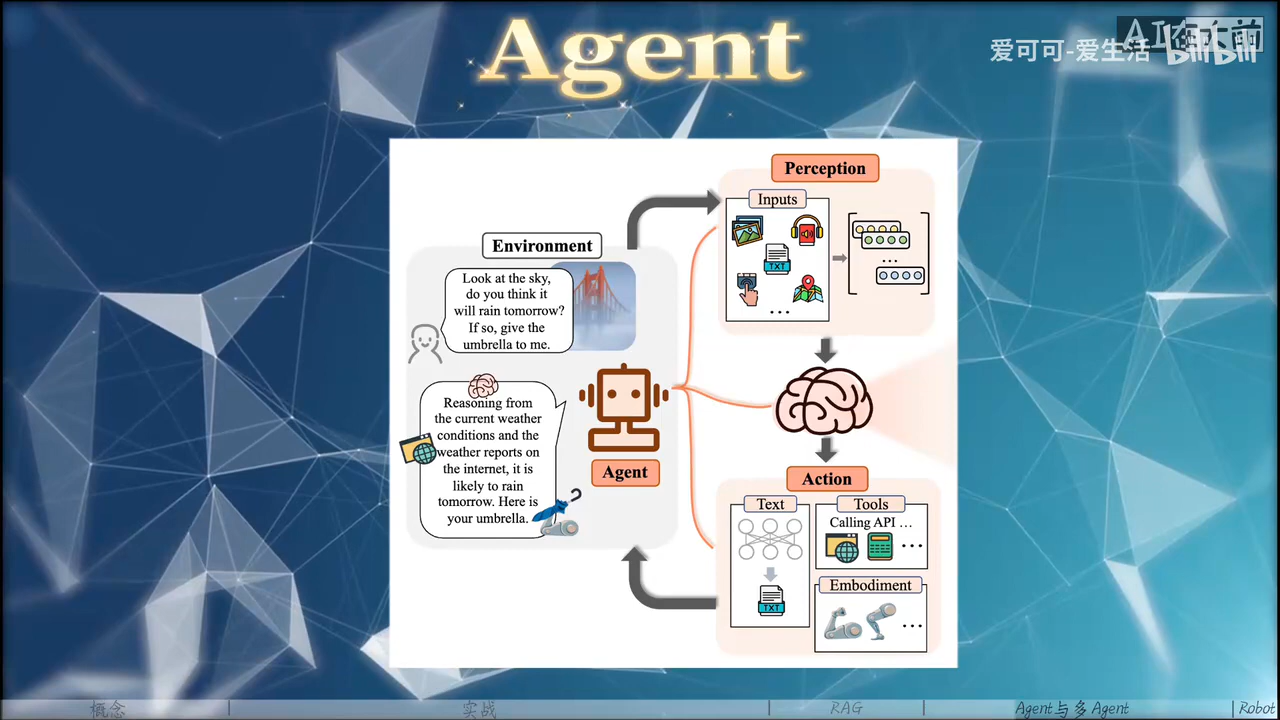 Agent
爱可可-爱生活
bilibili
Perception
Inputs
TXT
...
...
Environment
Look at the sky,
do you think it
will rain tomorrow?
If so, give the
umbrella to me.
Reasoning from
the current weather
conditions and the
weather reports on
the internet, it is
likely to rain
tomorrow. Here is
your umbrella.
Agent
Action
Text
TXT
Tools
Calling API ...
...
Embodiment
...
概念
实战
RAG
Agent与多Agent
Robot